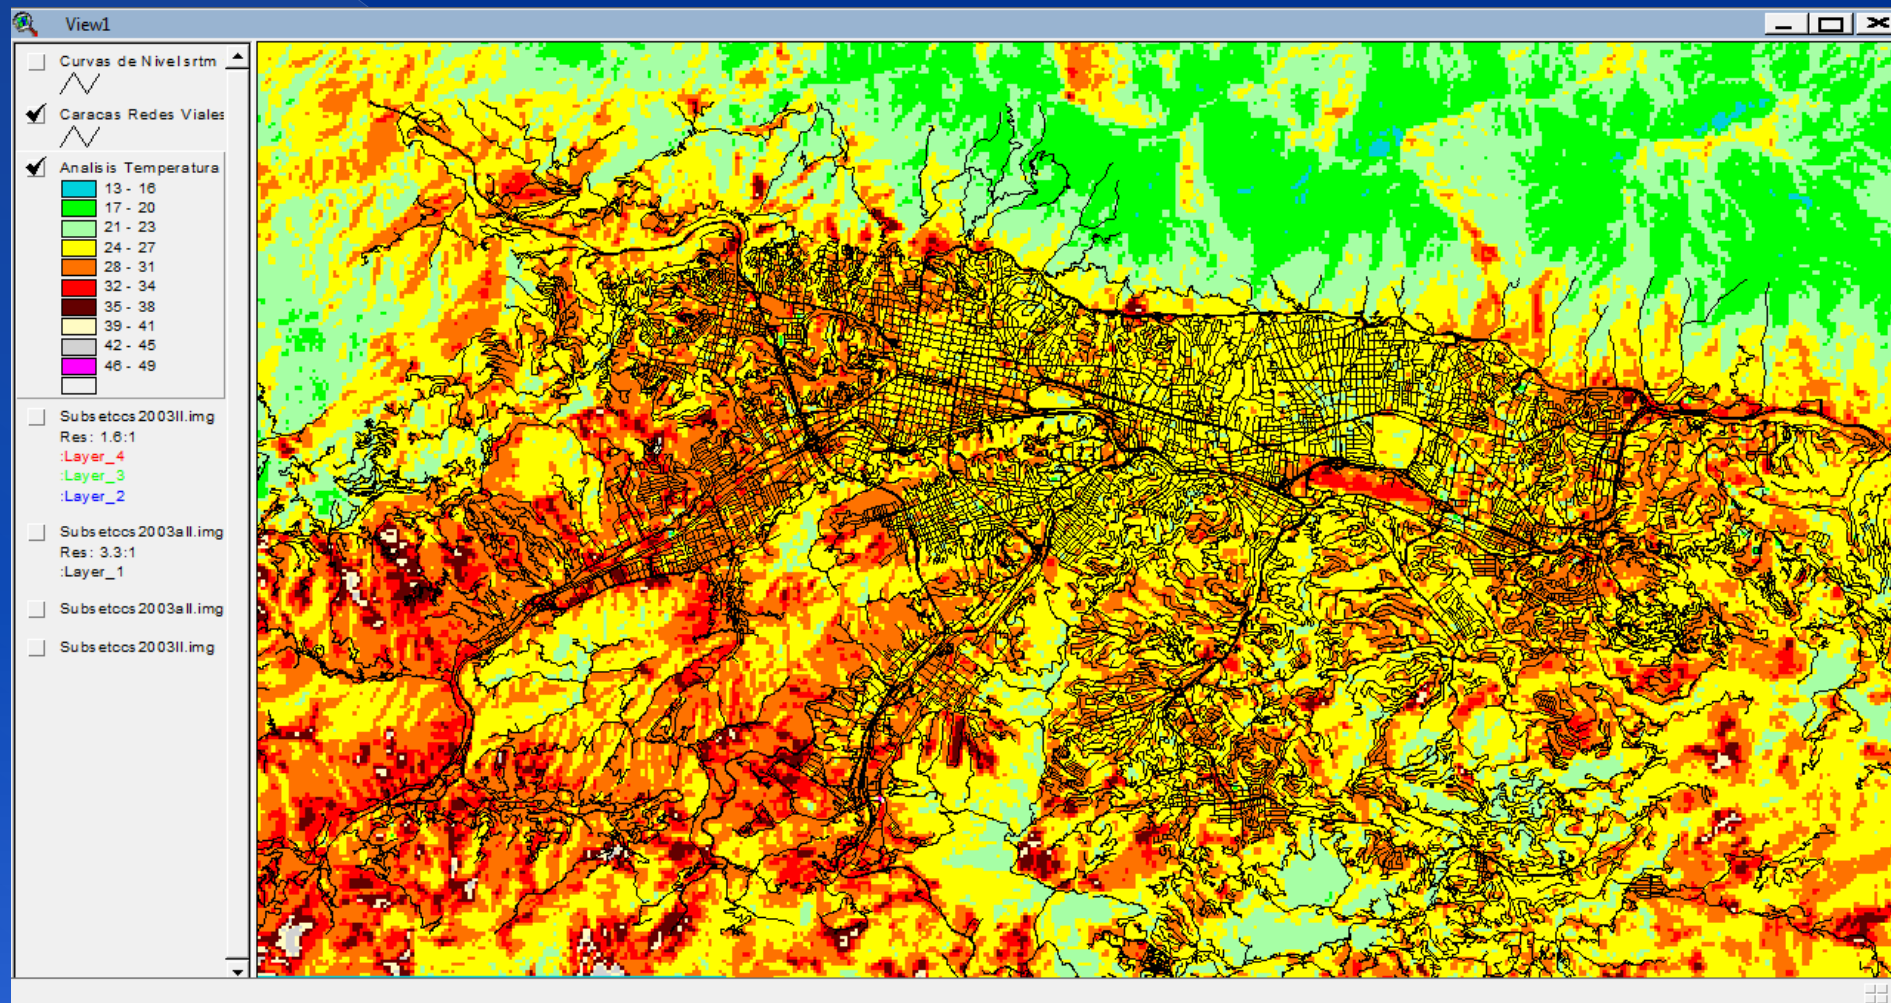 View1
Curvas de Nivel srtm
Caracas Redes Viales
Analisis Temperatura
13 - 16
17 - 20
21 - 23
24 - 27
28 - 31
32 - 34
35 - 38
39 - 41
42 - 45
46 - 49
Subsetccs2003II.img
Res: 1.6:1
:Layer_4
:Layer_3
:Layer_2
Subsetccs2003all.img
Res: 3.3:1
:Layer_1
Subsetccs2003all.img
Subsetccs2003II.img